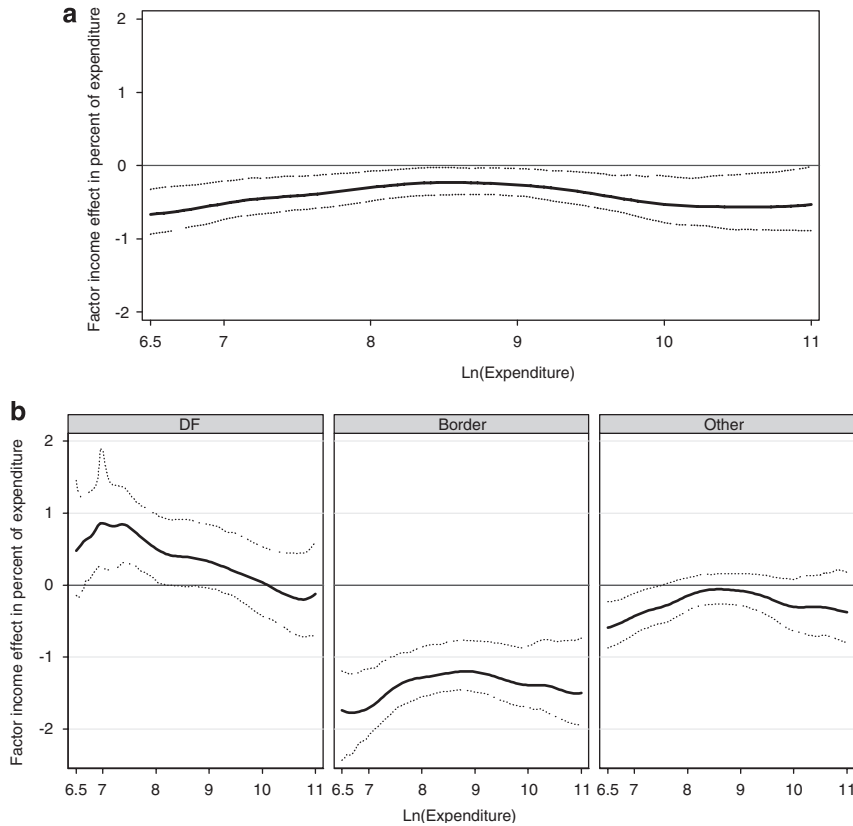 a
Factor income effect in percent of expenditure
2
1
0
-1
-2
6.5 7 8 9 10 11
Ln(Expenditure)
b
DF Border Other
Factor income effect in percent of expenditure
2
1
0
-1
-2
6.5 7 8 9 10 11 6.5 7 8 9 10 11 6.5 7 8 9 10 11
Ln(Expenditure)